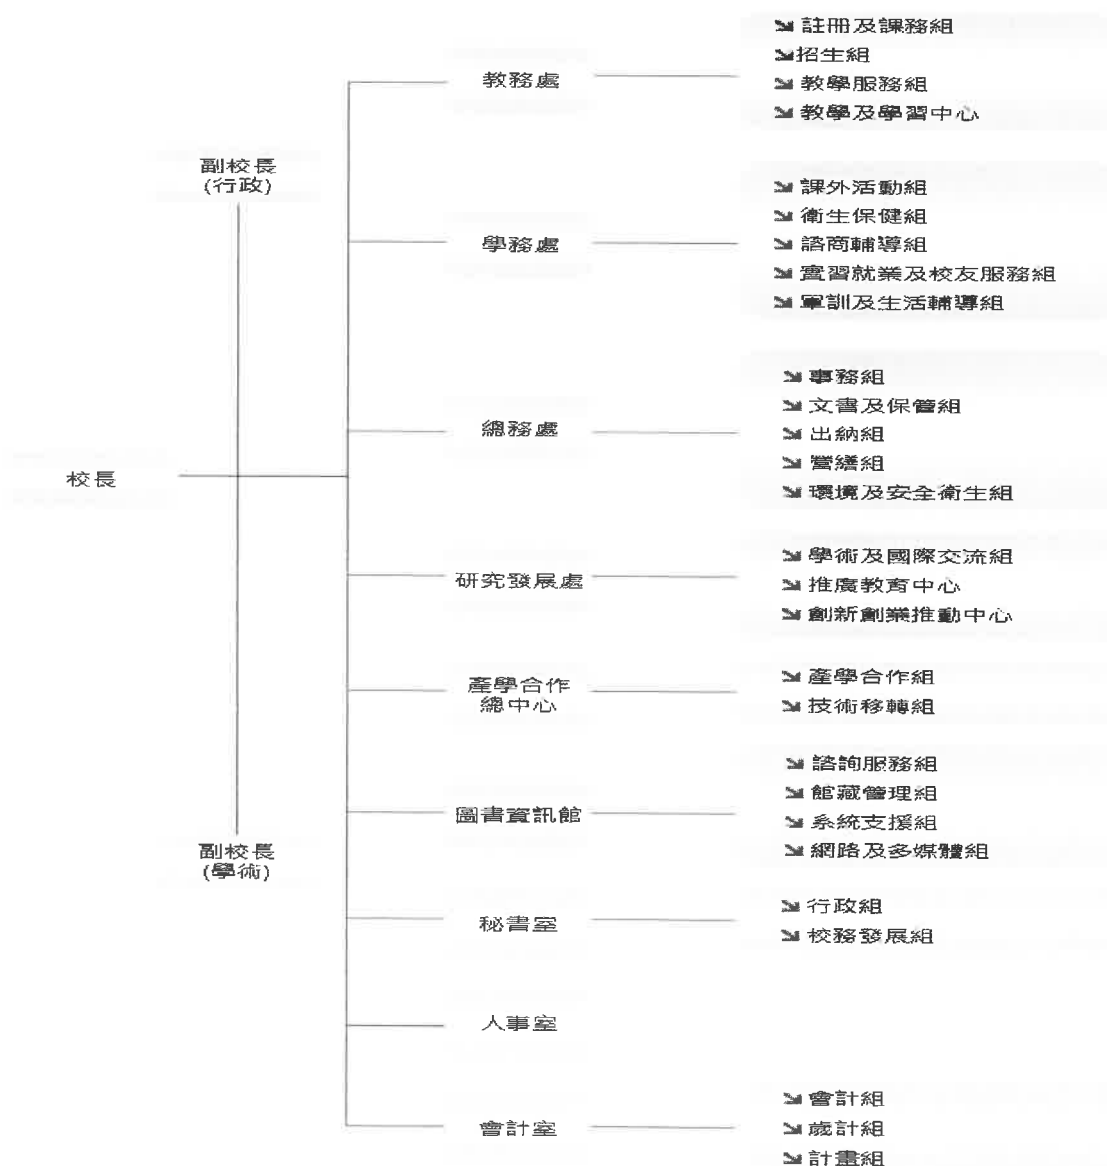 校長
副校長
(行政)
副校長
(學術)
教務處
註冊及課務組
招生組
教學服務組
教學及學習中心
學務處
課外活動組
衛生保健組
諮商輔導組
實習就業及校友服務組
軍訓及生活輔導組
總務處
事務組
文書及保管組
出納組
營繕組
環境及安全衛生組
研究發展處
學術及國際交流組
推廣教育中心
創新創業推動中心
產學合作
總中心
產學合作組
技術移轉組
圖書資訊館
諮詢服務組
館藏管理組
系統支援組
網路及多媒體組
秘書室
行政組
校務發展組
人事室
會計室
會計組
歲計組
計畫組